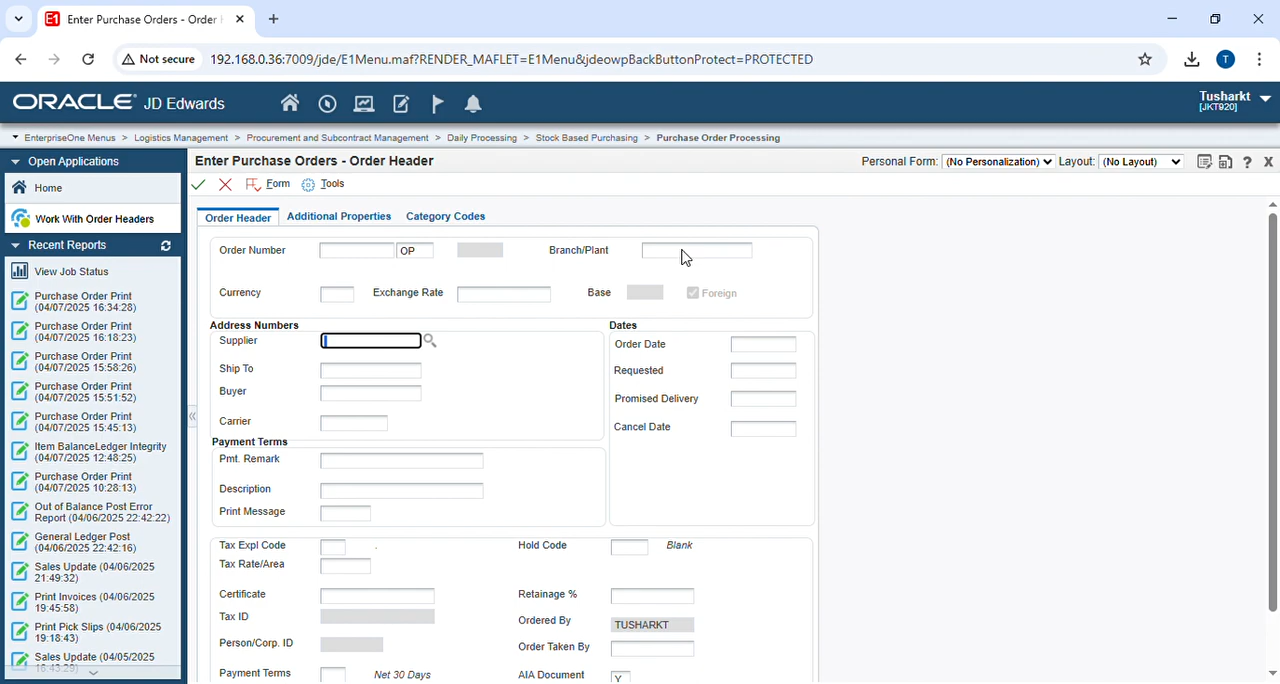 Enter Purchase Orders - Order
Not secure 192.168.0.36:7009/jde/E1Menu.maf?RENDER_MAFLET=E1Menu&jdeowpBackButtonProtect=PROTECTED T
ORACLE JD Edwards
Tusharkt
[JKT920]
EnterpriseOne Menus > Logistics Management > Procurement and Subcontract Management > Daily Processing > Stock Based Purchasing > Purchase Order Processing
Open Applications
Home
Work With Order Headers
Recent Reports
View Job Status
Purchase Order Print
(04/07/2025 16:34:28)
Purchase Order Print
(04/07/2025 16:18:23)
Purchase Order Print
(04/07/2025 15:58:26)
Purchase Order Print
(04/07/2025 15:51:52)
Purchase Order Print
(04/07/2025 15:45:13)
Item BalanceLedger Integrity
(04/07/2025 12:48:25)
Purchase Order Print
(04/07/2025 10:28:13)
Out of Balance Post Error
Report (04/06/2025 22:42:22)
General Ledger Post
(04/06/2025 22:42:16)
Sales Update (04/06/2025
21:49:32)
Print Invoices (04/06/2025
19:45:58)
Print Pick Slips (04/06/2025
19:18:43)
Sales Update (04/05/2025
16:43:29)
Enter Purchase Orders - Order Header
Personal Form: (No Personalization) Layout: (No Layout)
Form Tools
Order Header Additional Properties Category Codes
Order Number OP Branch/Plant
Currency Exchange Rate Base Foreign
Address Numbers
Supplier
Ship To
Buyer
Carrier
Dates
Order Date
Requested
Promised Delivery
Cancel Date
Payment Terms
Pmt. Remark
Description
Print Message
Tax Expl Code . Hold Code Blank
Tax Rate/Area
Certificate Retainage %
Tax ID Ordered By TUSHARKT
Person/Corp. ID Order Taken By
Payment Terms Net 30 Days AIA Document Y